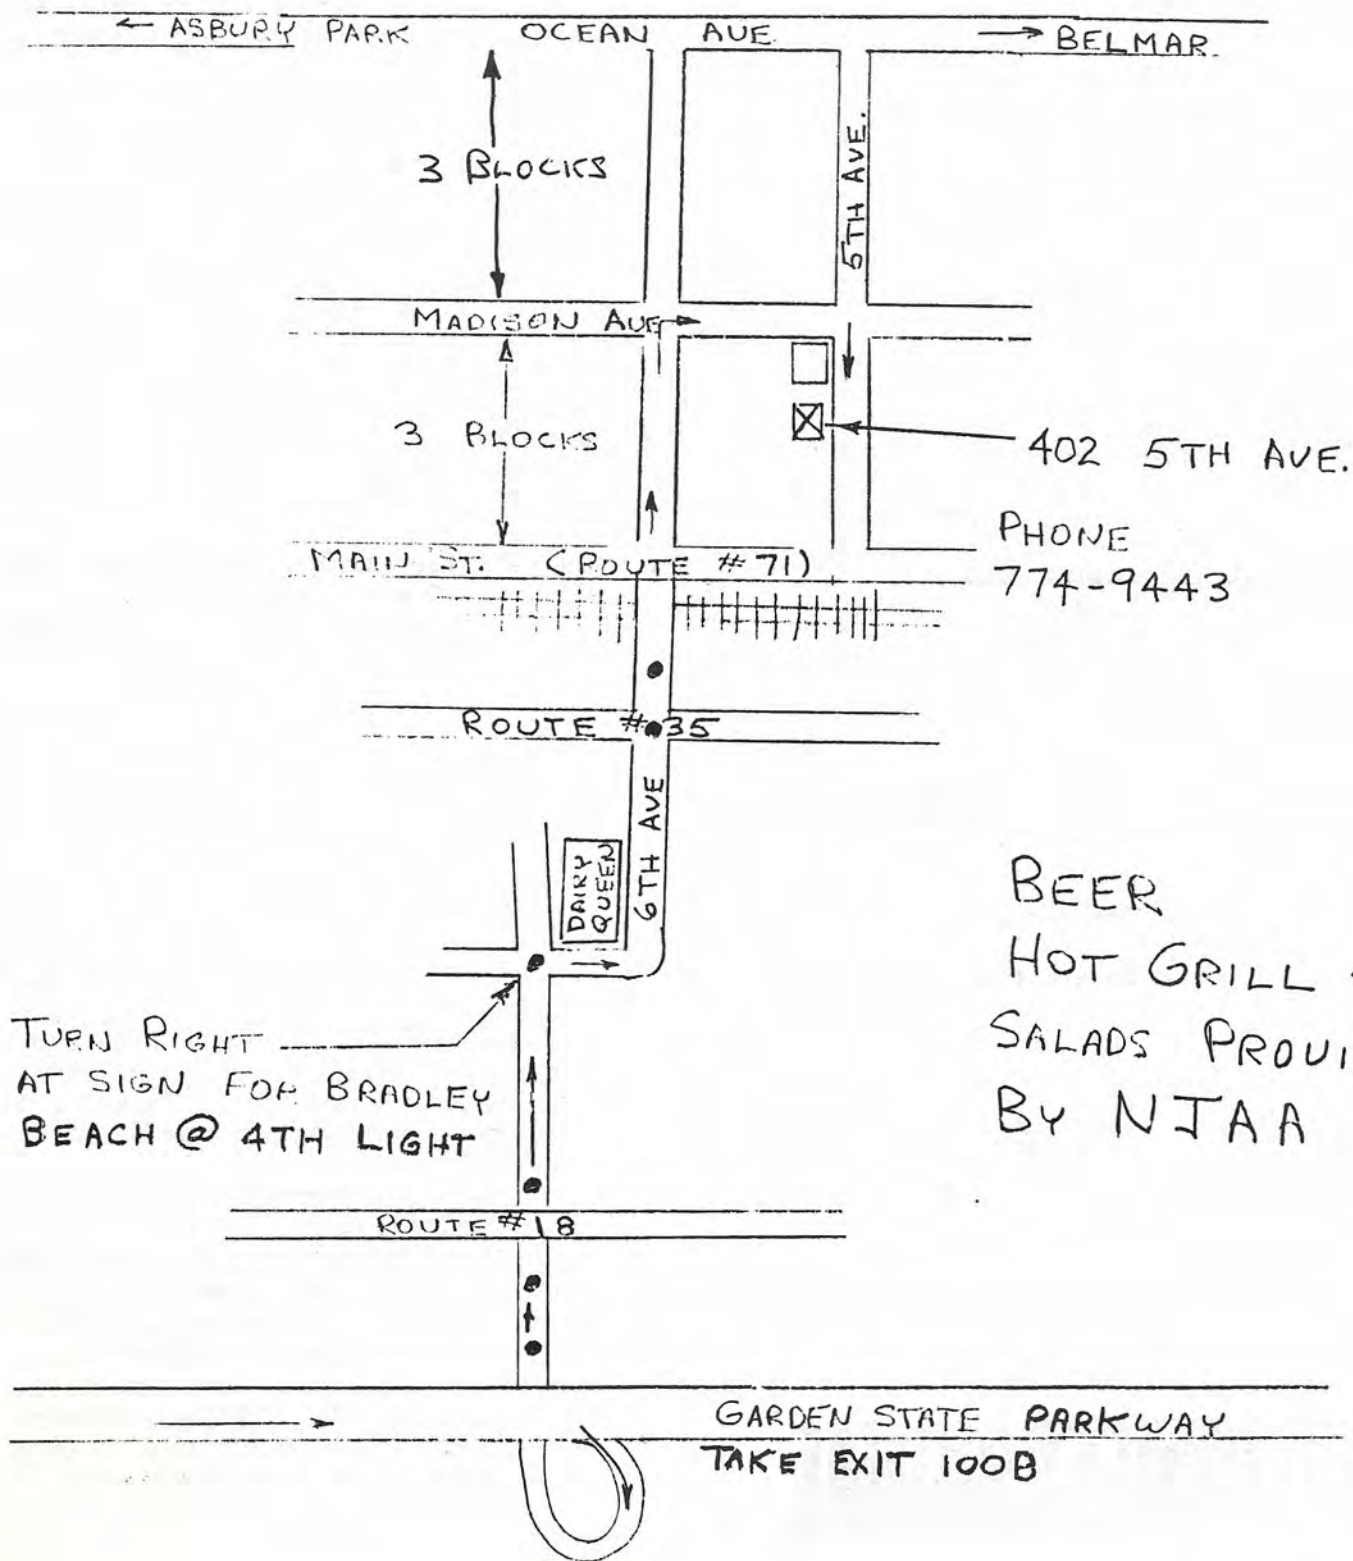 ← ASBURY PARK OCEAN AVE. → BELMAR.
3 BLOCKS
5TH AVE.
MADISON AVE
3 BLOCKS
402 5TH AVE.
PHONE
774-9443
MAIN ST. (ROUTE #71)
ROUTE #35
6TH AVE
DAIRY
QUEEN
BEER
HOT GRILL
SALADS
BY NJAA
TURN RIGHT
AT SIGN FOR BRADLEY
BEACH @ 4TH LIGHT
ROUTE #18
GARDEN STATE PARKWAY
TAKE EXIT 100B